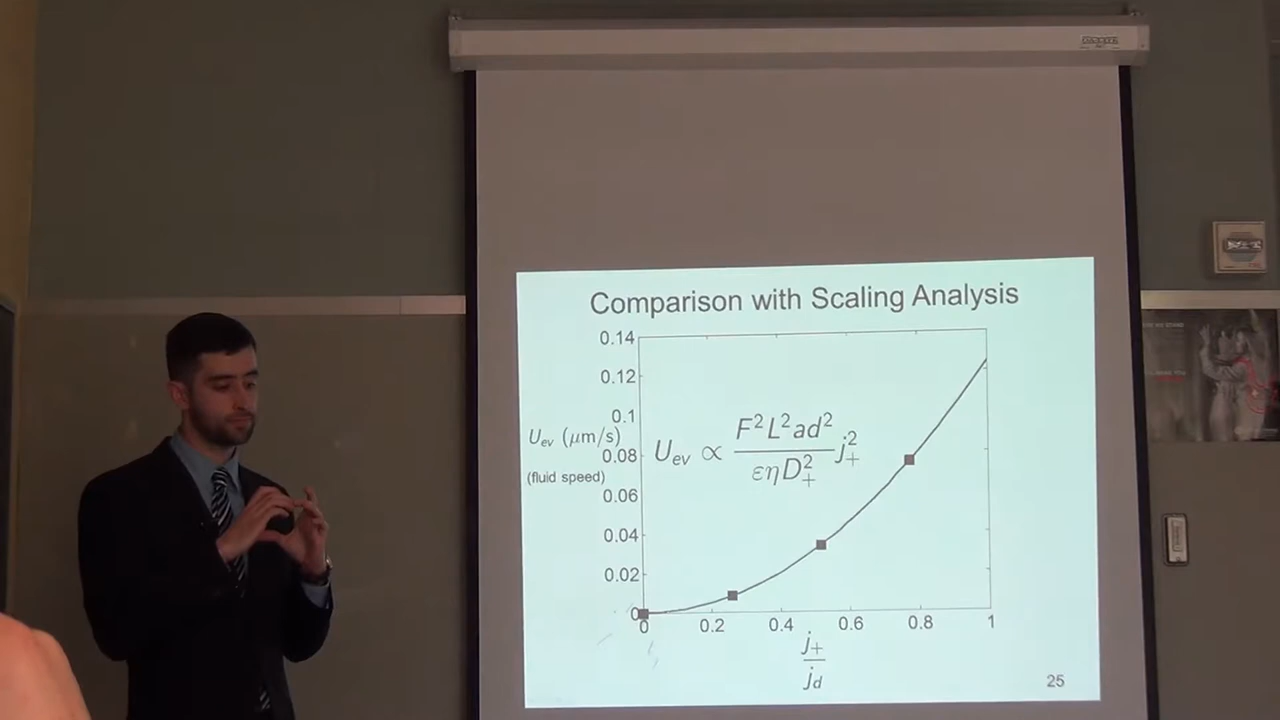 Comparison with Scaling Analysis
0.14
0.12
0.1
U_ev (μm/s)
0.08
(fluid speed)
0.06
0.04
0.02
0
U_ev ∝ F²L²ad² / εηD₊² j₊²
0 0.2 0.4 0.6 0.8 1
j₊
j_d
25